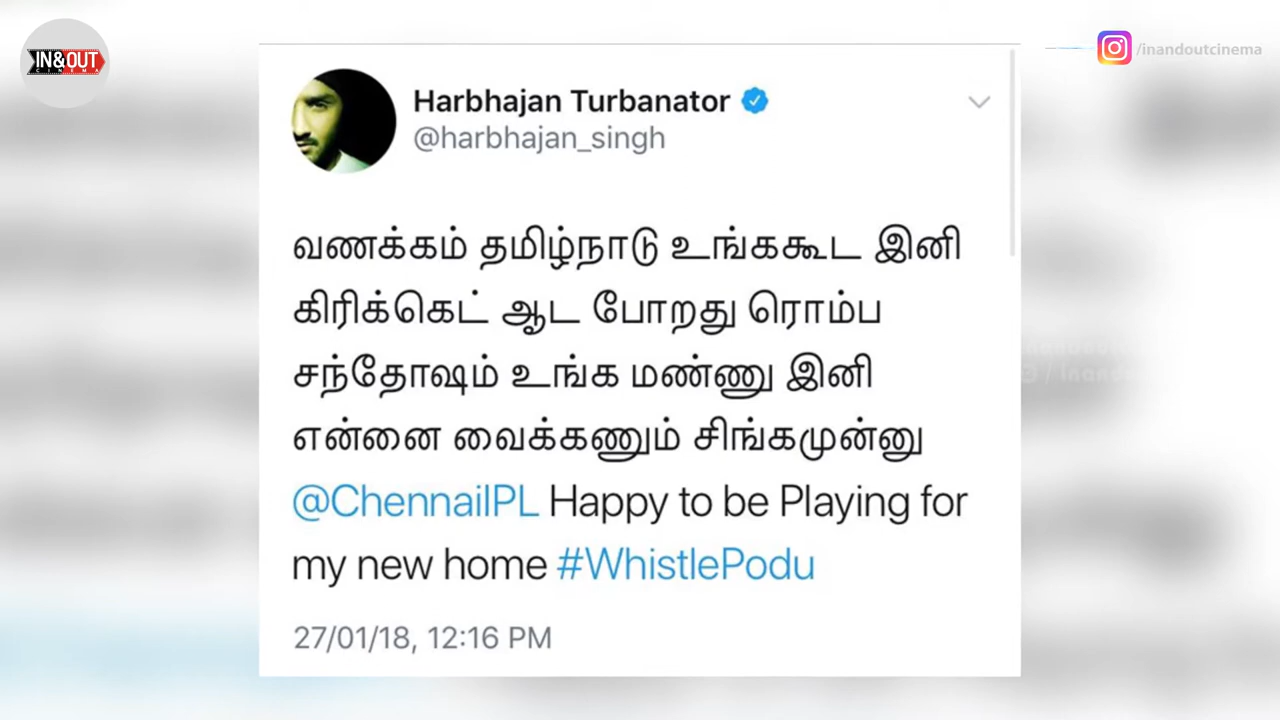 IN&OUT
CINEMA
/inandoutcinema
Harbhajan Turbanator
@harbhajan_singh
வணக்கம் தமிழ்நாடு உங்ககூட இனி
கிரிக்கெட் ஆட போறது ரொம்ப
சந்தோஷம் உங்க மண்ணு இனி
என்னை வைக்கணும் சிங்கமுன்னு
@ChennaiIPL Happy to be Playing for
my new home #WhistlePodu
27/01/18, 12:16 PM